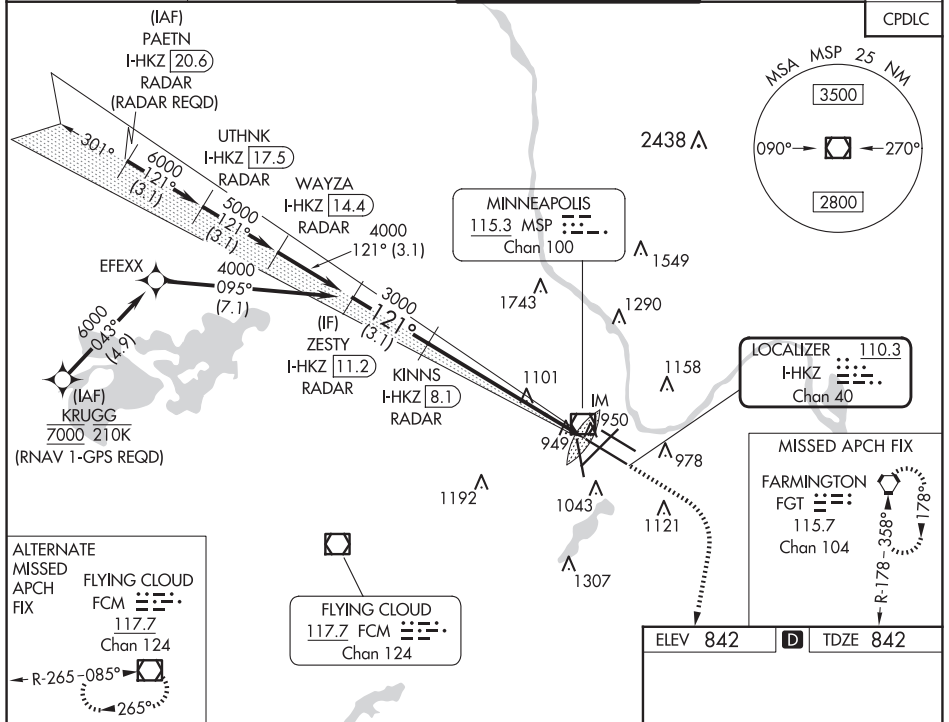 CPDLC
(IAF)
PAETN
I-HKZ 20.6
RADAR
(RADAR REQD)
301°
6000
121°
(3.1)
UTHNK
I-HKZ 17.5
RADAR
5000
121°
(3.1)
WAYZA
I-HKZ 14.4
RADAR
4000
121° (3.1)
EFEXX
4000
095°
(7.1)
6000
043°
(4.9)
(IAF)
KRUGG
7000 210K
(RNAV 1-GPS REQD)
(IF)
ZESTY
I-HKZ 11.2
RADAR
3000
121°
(3.1)
KINNS
I-HKZ 8.1
RADAR
MINNEAPOLIS
115.3 MSP
Chan 100
MSA MSP 25 NM
3500
090°
270°
2800
2438
1549
1743
1290
1158
1101
IM
950
949
978
1192
1043
1121
1307
LOCALIZER 110.3
I-HKZ
Chan 40
MISSED APCH FIX
FARMINGTON
FGT
115.7
Chan 104
R-178
358°
178°
ALTERNATE
MISSED
APCH
FIX
FLYING CLOUD
FCM
117.7
Chan 124
R-265
085°
265°
FLYING CLOUD
117.7 FCM
Chan 124
ELEV 842
D
TDZE 842